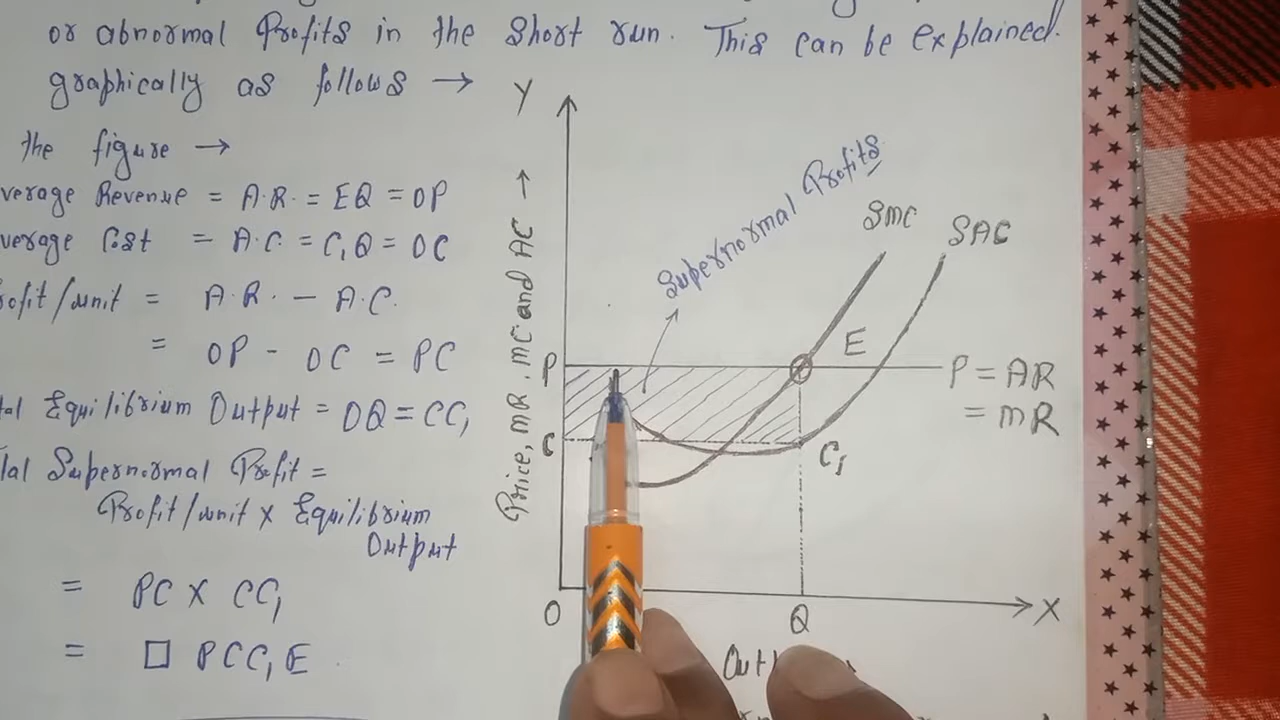 or abnormal Profits in the short run. This can be explained.
graphically as follows →
the figure →
verage Revenue = A.R. = EQ = OP
verage Cost = A.C. = C₁Q = OC
ofit/unit = A.R. - A.C.
= OP - OC = PC
tal Equilibrium Output = OQ = CC₁
Tal Supernormal Profit =
Profit/unit X Equilibrium
Output
= PC X CC₁
= □ PCC₁E
Y
Price, MR, MC and AC →
Supernormal Profits
SMC
SAC
P
E
P = AR
= MR
C
C₁
O
Q
X